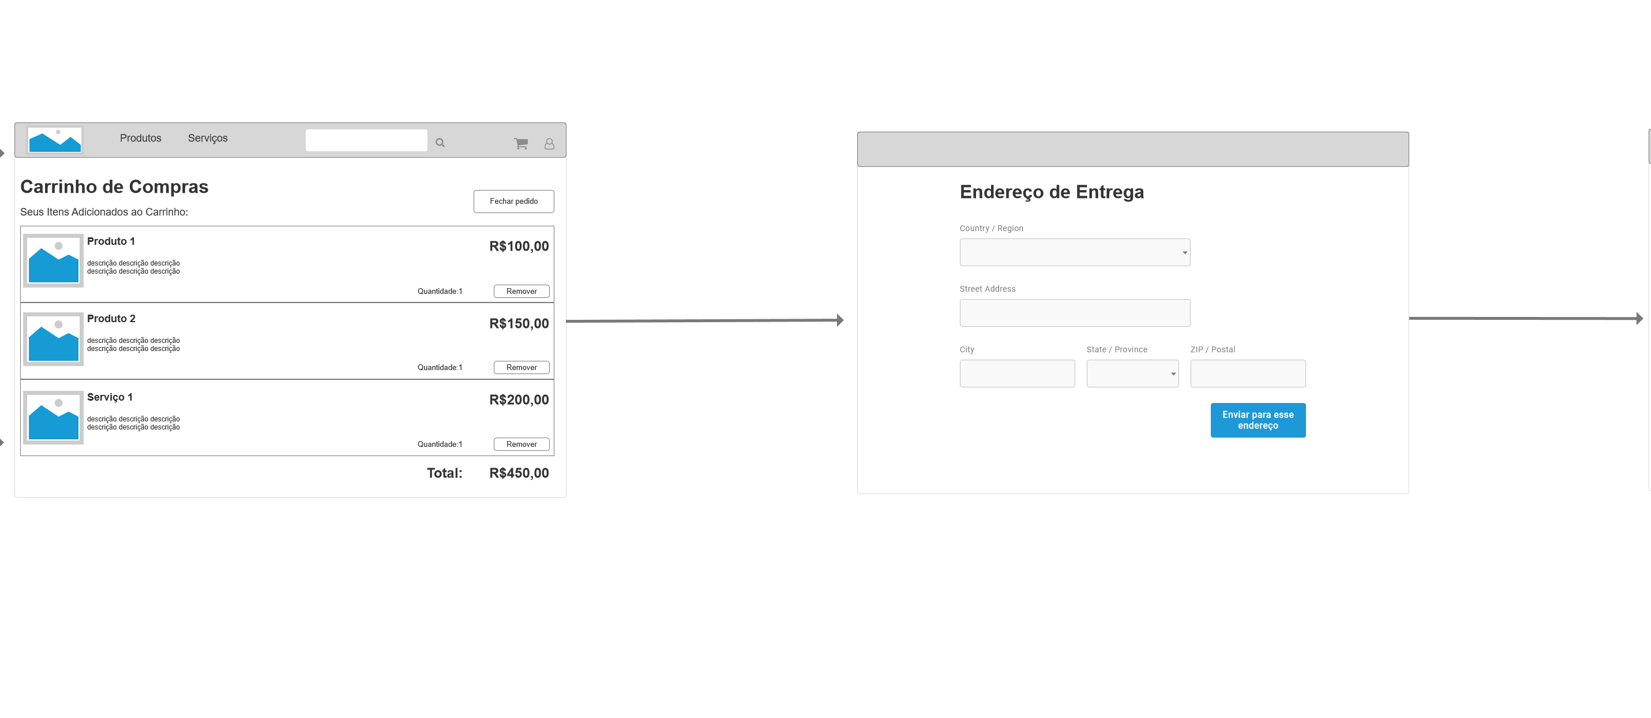 Produtos Serviços
Carrinho de Compras
Fechar pedido
Seus Itens Adicionados ao Carrinho:
Produto 1
R$100,00
descrição descrição descrição
descrição descrição descrição
Quantidade:1
Remover
Produto 2
R$150,00
descrição descrição descrição
descrição descrição descrição
Quantidade:1
Remover
Serviço 1
R$200,00
descrição descrição descrição
descrição descrição descrição
Quantidade:1
Remover
Total: R$450,00
Endereço de Entrega
Country / Region
Street Address
City
State / Province
ZIP / Postal
Enviar para esse
endereço